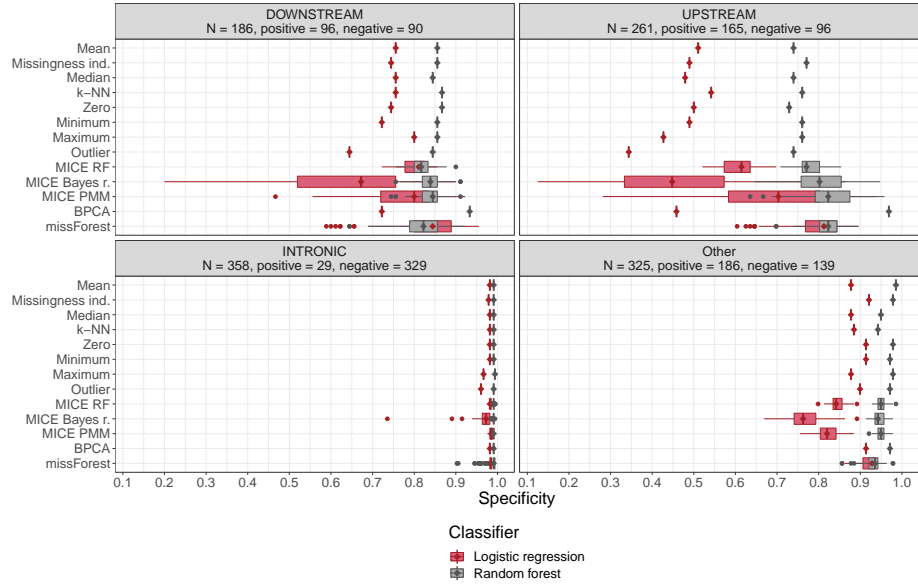 DOWNSTREAM
N = 186, positive = 96, negative = 90
UPSTREAM
N = 261, positive = 165, negative = 96
Mean
Missingness ind.
Median
k−NN
Zero
Minimum
Maximum
Outlier
MICE RF
MICE Bayes r.
MICE PMM
BPCA
missForest
INTRONIC
N = 358, positive = 29, negative = 329
Other
N = 325, positive = 186, negative = 139
Mean
Missingness ind.
Median
k−NN
Zero
Minimum
Maximum
Outlier
MICE RF
MICE Bayes r.
MICE PMM
BPCA
missForest
0.1 0.2 0.3 0.4 0.5 0.6 0.7 0.8 0.9 1.0 0.1 0.2 0.3 0.4 0.5 0.6 0.7 0.8 0.9 1.0
Specificity
Classifier
Logistic regression
Random forest